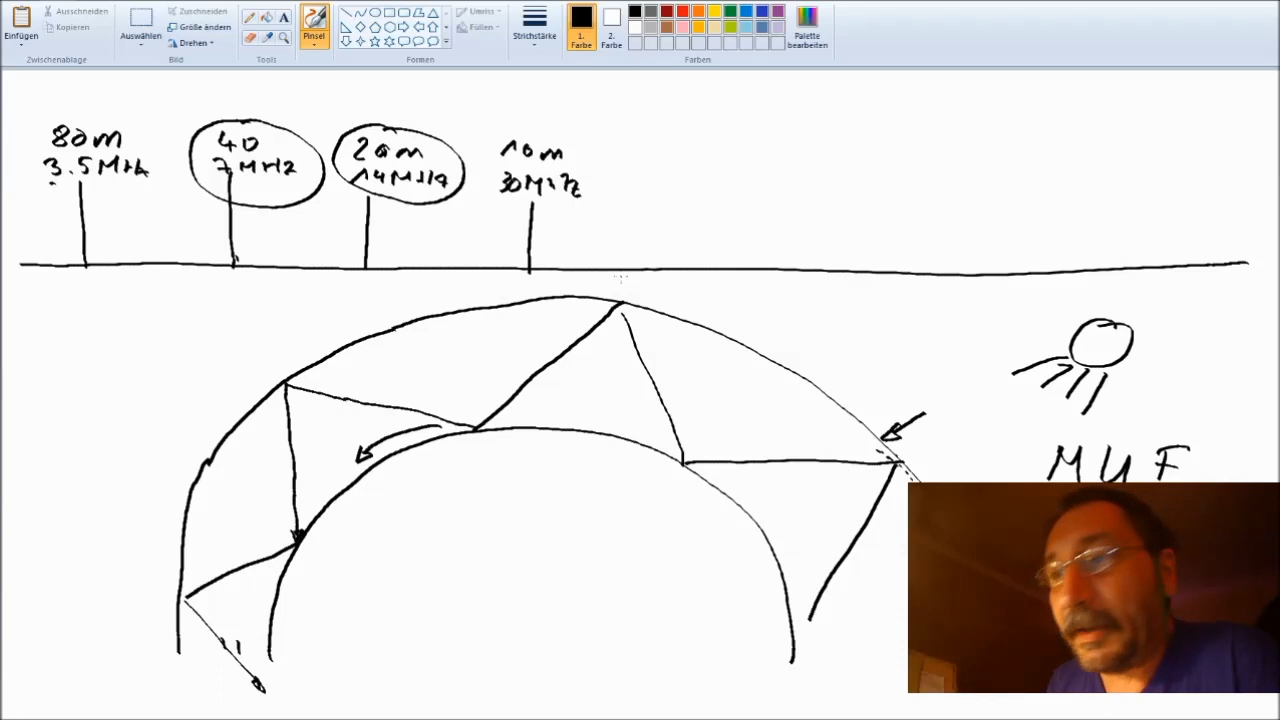 Ausschneiden
Kopieren
Einfügen
Zwischenablage
Auswählen
Zuschneiden
Größe ändern
Drehen
Bild
A
Tools
Pinsel
Formen
Umriss
Füllen
Strichstärke
1.
Farbe
2.
Farbe
Farben
Palette
bearbeiten
80m
3.5MHz
40
7MHz
20m
14MHz
10m
30MHz
MUF